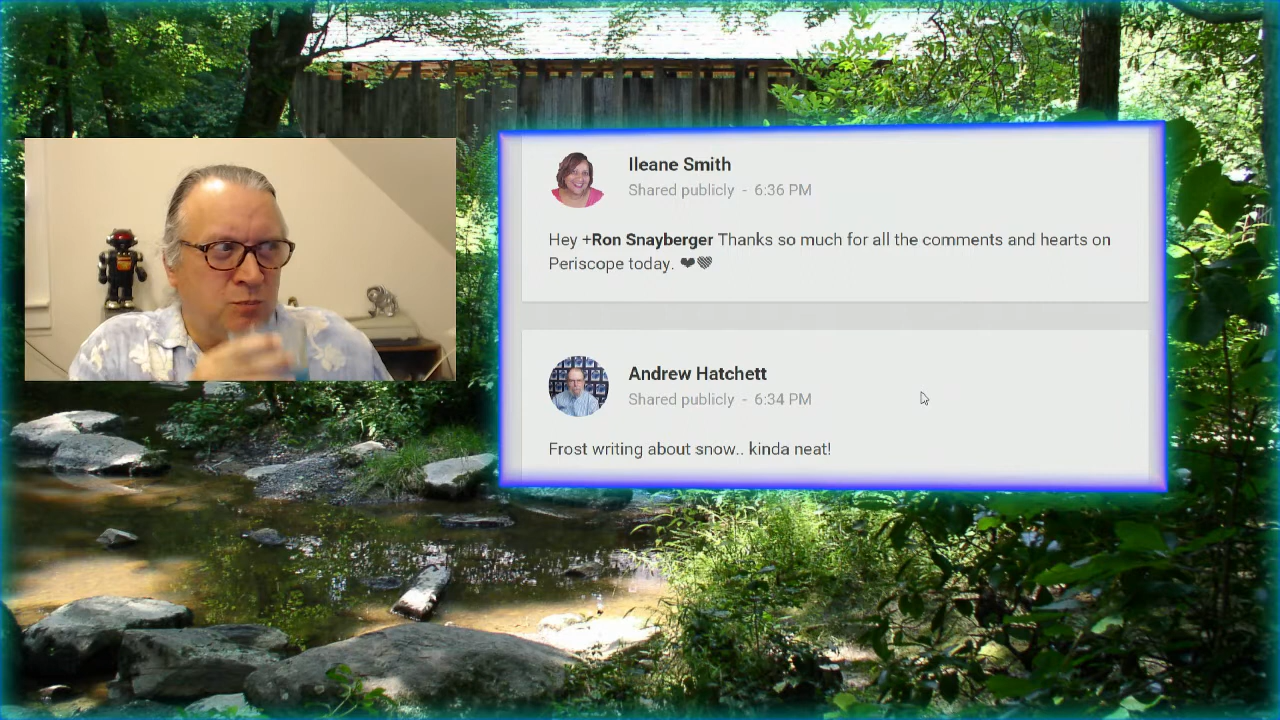 Ileane Smith
Shared publicly - 6:36 PM
Hey +Ron Snayberger Thanks so much for all the comments and hearts on
Periscope today. ❤💜
Andrew Hatchett
Shared publicly - 6:34 PM
Frost writing about snow.. kinda neat!